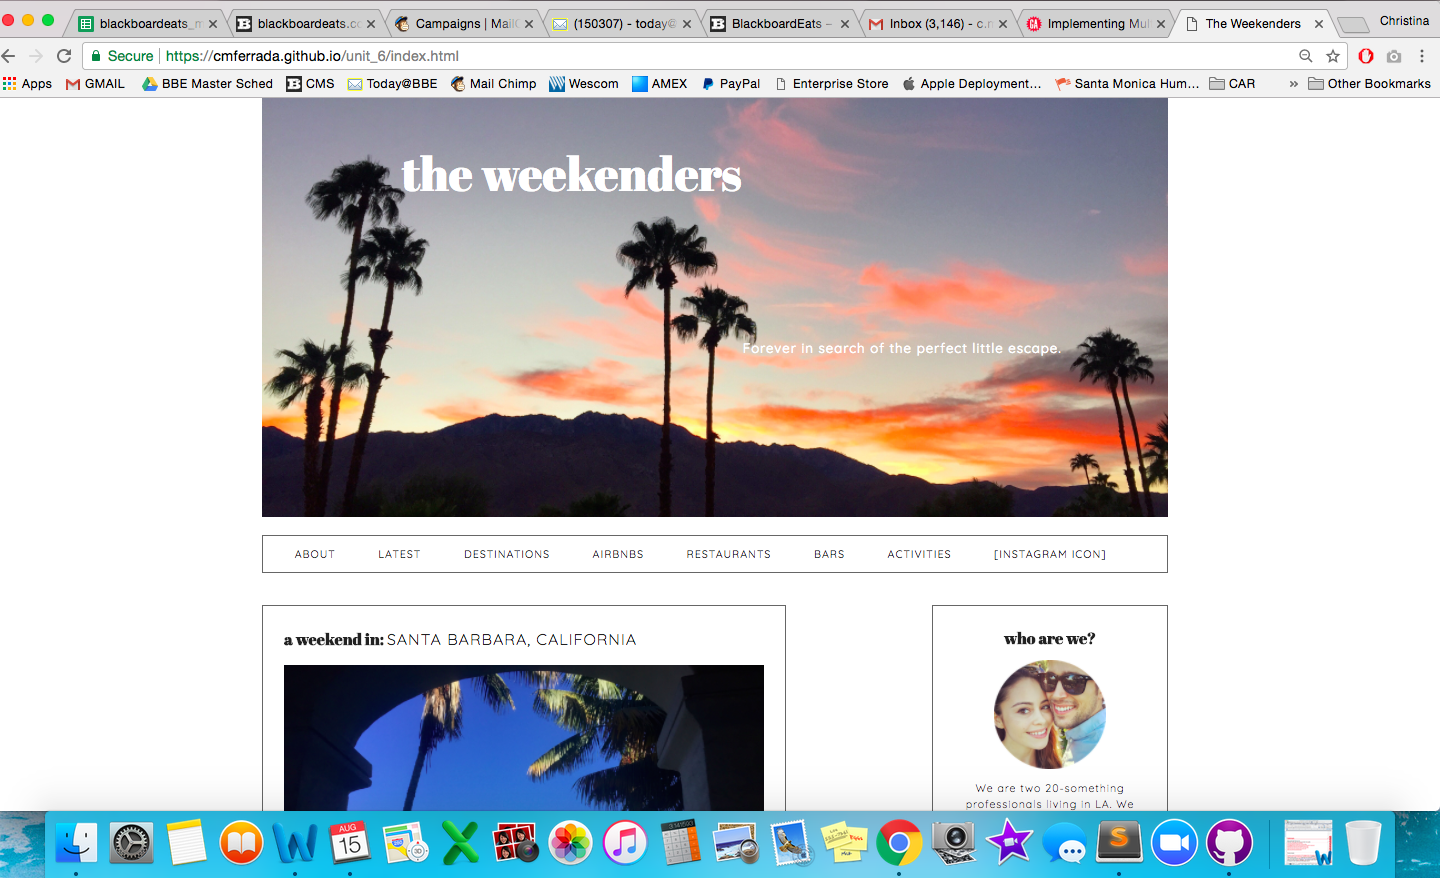 blackboardeats_m
blackboardeats.co
Campaigns | Mail
(150307) - today@
BlackboardEats –
Inbox (3,146) - c.n
Implementing Mul
The Weekenders
Christina
Secure
https://cmferrada.github.io/unit_6/index.html
Apps
GMAIL
BBE Master Sched
CMS
Today@BBE
Mail Chimp
Wescom
AMEX
PayPal
Enterprise Store
Apple Deployment...
Santa Monica Hum...
CAR
»
Other Bookmarks
the weekenders
Forever in search of the perfect little escape.
ABOUT
LATEST
DESTINATIONS
AIRBNBS
RESTAURANTS
BARS
ACTIVITIES
[INSTAGRAM ICON]
a weekend in: SANTA BARBARA, CALIFORNIA
who are we?
We are two 20-something
professionals living in LA. We
AUG
15